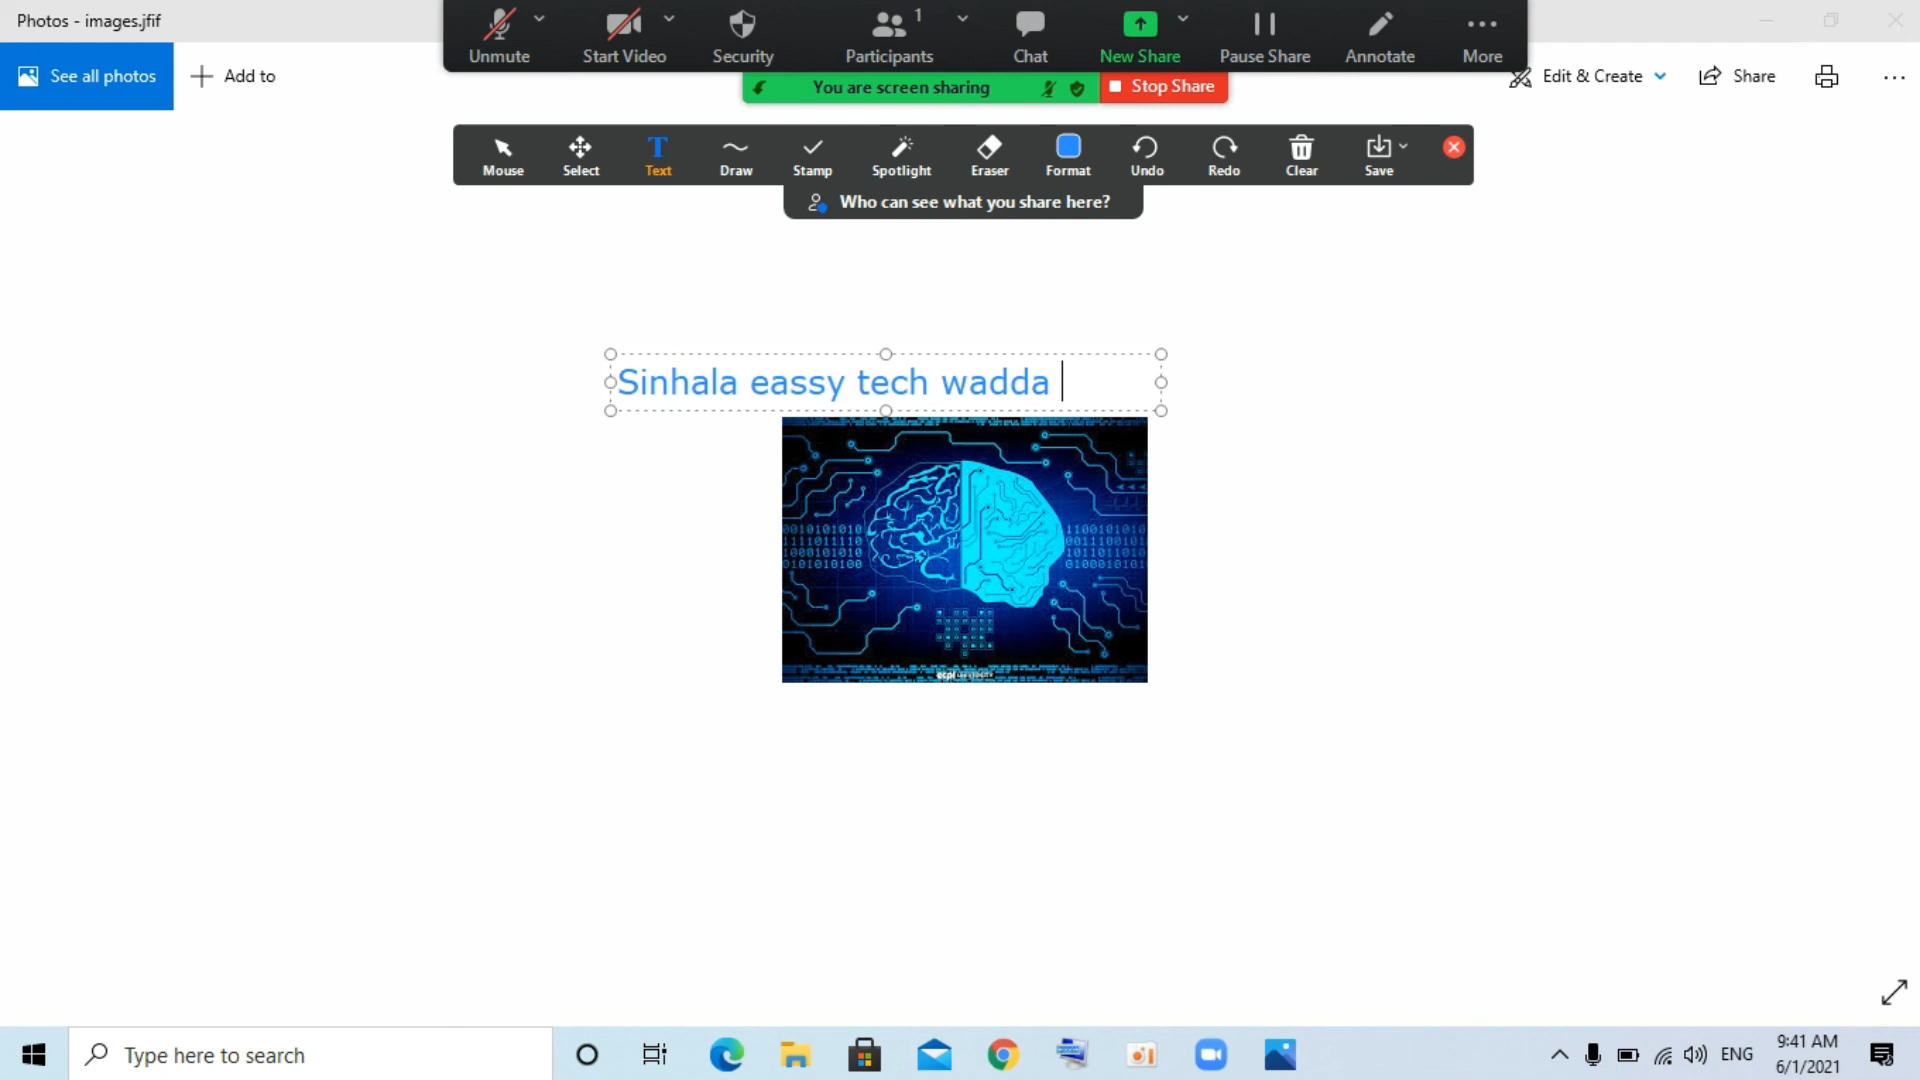 Photos - images.jfif
Unmute
Start Video
Security
1
Participants
Chat
New Share
Pause Share
Annotate
More
See all photos
Add to
You are screen sharing
Stop Share
Edit & Create
Share
Mouse
Select
T
Text
Draw
Stamp
Spotlight
Eraser
Format
Undo
Redo
Clear
Save
Who can see what you share here?
Sinhala eassy tech wadda
Type here to search
ENG
9:41 AM
6/1/2021